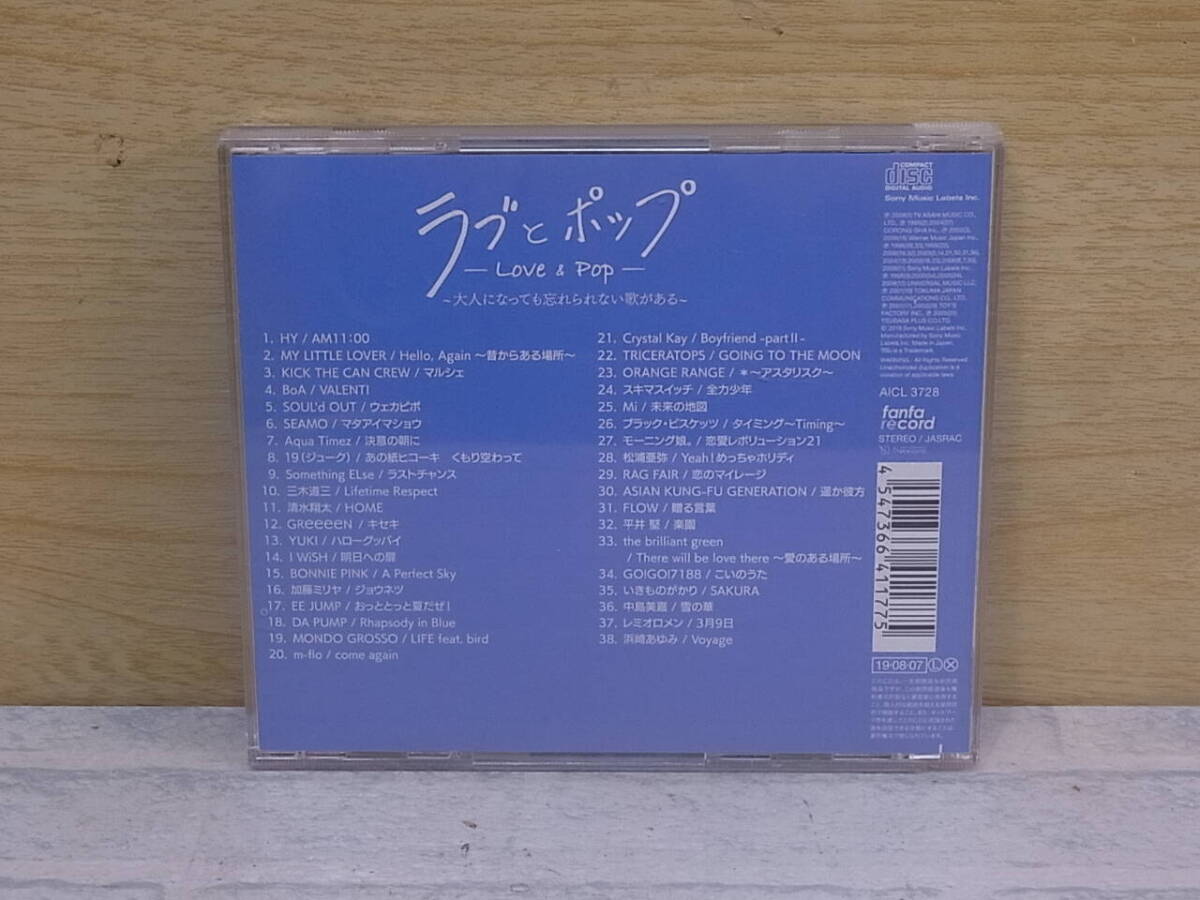 ラブとポップ
— Love & Pop —
~大人になっても忘れられない歌がある~
1. HY / AM11:00
2. MY LITTLE LOVER / Hello, Again ～昔からある場所～
3. KICK THE CAN CREW / マルシェ
4. BoA / VALENTI
5. SOUL'd OUT / ウェカピポ
6. SEAMO / マタアイマショウ
7. Aqua Timez / 決意の朝に
8. 19(ジューク) / あの紙ヒコーキ くもり空わって
9. Something ELse / ラストチャンス
10. 三木道三 / Lifetime Respect
11. 清水翔太 / HOME
12. GReeeeN / キセキ
13. YUKI / ハローグッバイ
14. I WiSH / 明日への扉
15. BONNIE PINK / A Perfect Sky
16. 加藤ミリヤ / ジョウネツ
17. EE JUMP / おっととっと夏だぜ!
18. DA PUMP / Rhapsody in Blue
19. MONDO GROSSO / LIFE feat. bird
20. m-flo / come again
21. Crystal Kay / Boyfriend -partII-
22. TRICERATOPS / GOING TO THE MOON
23. ORANGE RANGE / ＊～アスタリスク～
24. スキマスイッチ / 全力少年
25. Mi / 未来の地図
26. ブラック・ビスケッツ / タイミング～Timing～
27. モーニング娘。 / 恋愛レボリューション21
28. 松浦亜弥 / Yeah!めっちゃホリディ
29. RAG FAIR / 恋のマイレージ
30. ASIAN KUNG-FU GENERATION / 遥か彼方
31. FLOW / 贈る言葉
32. 平井 堅 / 楽園
33. the brilliant green
/ There will be love there ～愛のある場所～
34. GO!GO!7188 / こいのうた
35. いきものがかり / SAKURA
36. 中島美嘉 / 雪の華
37. レミオロメン / 3月9日
38. 浜崎あゆみ / Voyage
COMPACT
disc
DIGITAL AUDIO
Sony Music Labels Inc.
AICL 3728
fanfa
record
STEREO / JASRAC
4 547366 411775
19・08・07 Ⓛ Ⓧ